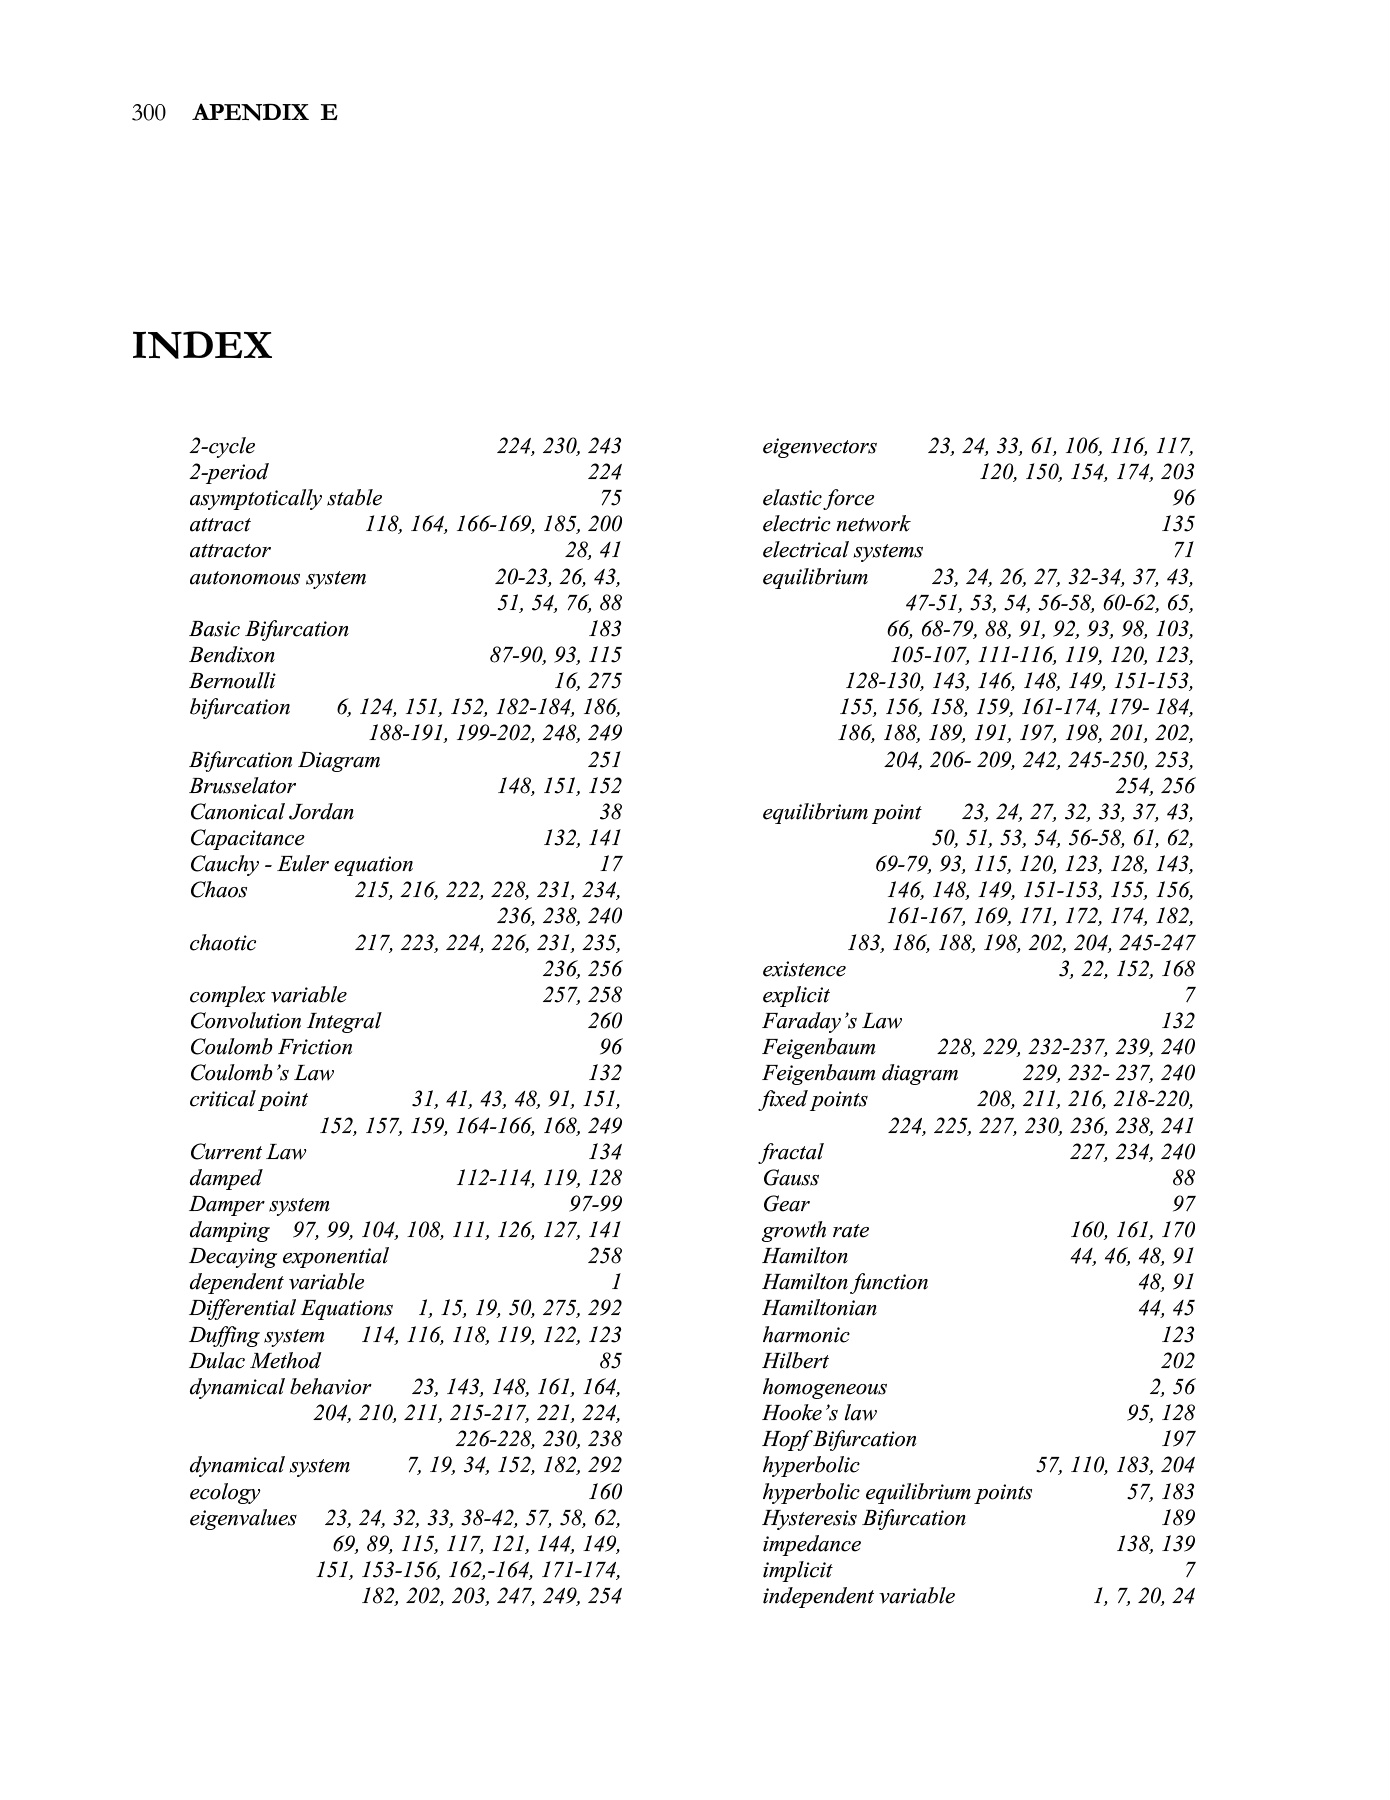 300 APENDIX E
INDEX
2-cycle 224, 230, 243
2-period 224
asymptotically stable 75
attract 118, 164, 166-169, 185, 200
attractor 28, 41
autonomous system 20-23, 26, 43,
51, 54, 76, 88
Basic Bifurcation 183
Bendixon 87-90, 93, 115
Bernoulli 16, 275
bifurcation 6, 124, 151, 152, 182-184, 186,
188-191, 199-202, 248, 249
Bifurcation Diagram 251
Brusselator 148, 151, 152
Canonical Jordan 38
Capacitance 132, 141
Cauchy - Euler equation 17
Chaos 215, 216, 222, 228, 231, 234,
236, 238, 240
chaotic 217, 223, 224, 226, 231, 235,
236, 256
complex variable 257, 258
Convolution Integral 260
Coulomb Friction 96
Coulomb's Law 132
critical point 31, 41, 43, 48, 91, 151,
152, 157, 159, 164-166, 168, 249
Current Law 134
damped 112-114, 119, 128
Damper system 97-99
damping 97, 99, 104, 108, 111, 126, 127, 141
Decaying exponential 258
dependent variable 1
Differential Equations 1, 15, 19, 50, 275, 292
Duffing system 114, 116, 118, 119, 122, 123
Dulac Method 85
dynamical behavior 23, 143, 148, 161, 164,
204, 210, 211, 215-217, 221, 224,
226-228, 230, 238
dynamical system 7, 19, 34, 152, 182, 292
ecology 160
eigenvalues 23, 24, 32, 33, 38-42, 57, 58, 62,
69, 89, 115, 117, 121, 144, 149,
151, 153-156, 162,-164, 171-174,
182, 202, 203, 247, 249, 254
eigenvectors 23, 24, 33, 61, 106, 116, 117,
120, 150, 154, 174, 203
elastic force 96
electric network 135
electrical systems 71
equilibrium 23, 24, 26, 27, 32-34, 37, 43,
47-51, 53, 54, 56-58, 60-62, 65,
66, 68-79, 88, 91, 92, 93, 98, 103,
105-107, 111-116, 119, 120, 123,
128-130, 143, 146, 148, 149, 151-153,
155, 156, 158, 159, 161-174, 179- 184,
186, 188, 189, 191, 197, 198, 201, 202,
204, 206- 209, 242, 245-250, 253,
254, 256
equilibrium point 23, 24, 27, 32, 33, 37, 43,
50, 51, 53, 54, 56-58, 61, 62,
69-79, 93, 115, 120, 123, 128, 143,
146, 148, 149, 151-153, 155, 156,
161-167, 169, 171, 172, 174, 182,
183, 186, 188, 198, 202, 204, 245-247
existence 3, 22, 152, 168
explicit 7
Faraday's Law 132
Feigenbaum 228, 229, 232-237, 239, 240
Feigenbaum diagram 229, 232- 237, 240
fixed points 208, 211, 216, 218-220,
224, 225, 227, 230, 236, 238, 241
fractal 227, 234, 240
Gauss 88
Gear 97
growth rate 160, 161, 170
Hamilton 44, 46, 48, 91
Hamilton function 48, 91
Hamiltonian 44, 45
harmonic 123
Hilbert 202
homogeneous 2, 56
Hooke's law 95, 128
Hopf Bifurcation 197
hyperbolic 57, 110, 183, 204
hyperbolic equilibrium points 57, 183
Hysteresis Bifurcation 189
impedance 138, 139
implicit 7
independent variable 1, 7, 20, 24